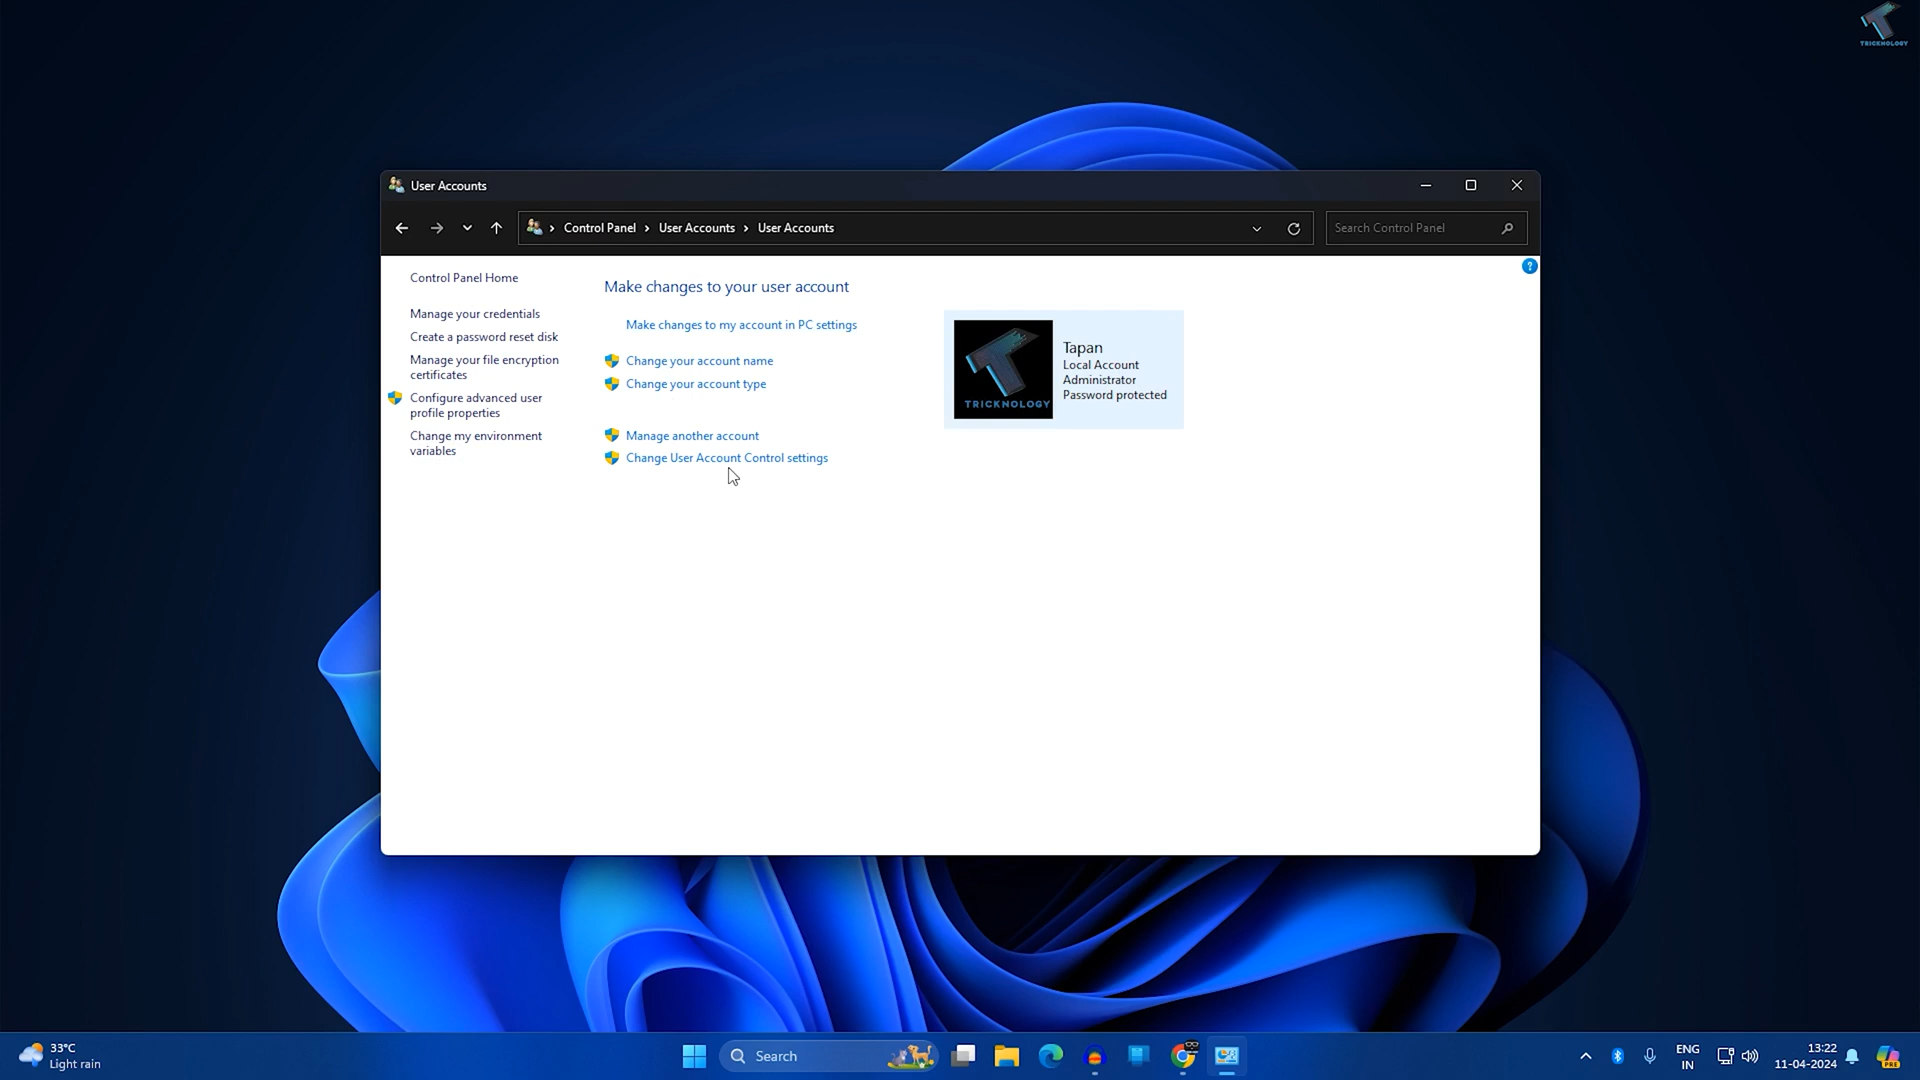 TRICKNOLOGY
User Accounts
Control Panel > User Accounts > User Accounts
Search Control Panel
?
Control Panel Home
Manage your credentials
Create a password reset disk
Manage your file encryption
certificates
Configure advanced user
profile properties
Change my environment
variables
Make changes to your user account
Make changes to my account in PC settings
Change your account name
Change your account type
Manage another account
Change User Account Control settings
TRICKNOLOGY
Tapan
Local Account
Administrator
Password protected
33°C
Light rain
Search
ENG
IN
13:22
11-04-2024
PRE